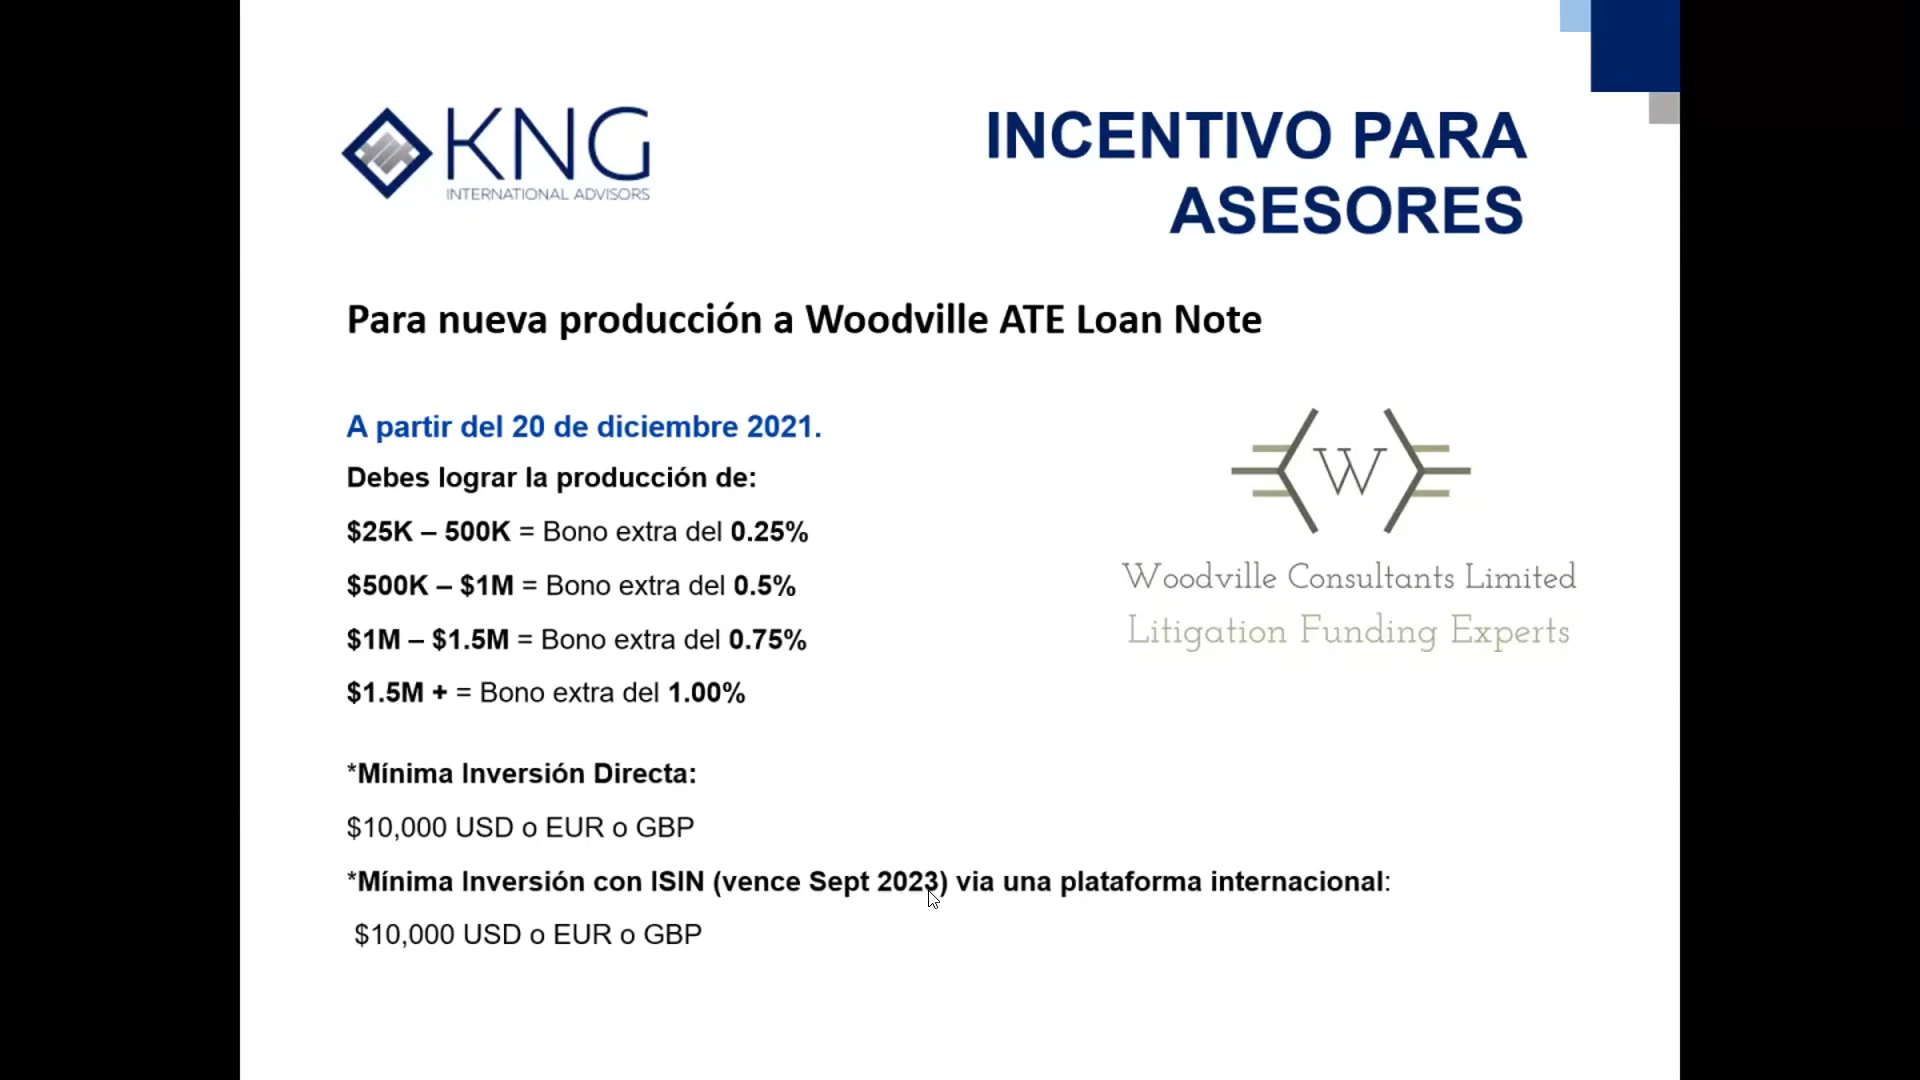 KNG
INTERNATIONAL ADVISORS
INCENTIVO PARA
ASESORES
Para nueva producción a Woodville ATE Loan Note
A partir del 20 de diciembre 2021.
Debes lograr la producción de:
$25K – 500K = Bono extra del 0.25%
$500K – $1M = Bono extra del 0.5%
$1M – $1.5M = Bono extra del 0.75%
$1.5M + = Bono extra del 1.00%
W
Woodville Consultants Limited
Litigation Funding Experts
*Mínima Inversión Directa:
$10,000 USD o EUR o GBP
*Mínima Inversión con ISIN (vence Sept 2023) via una plataforma internacional:
$10,000 USD o EUR o GBP